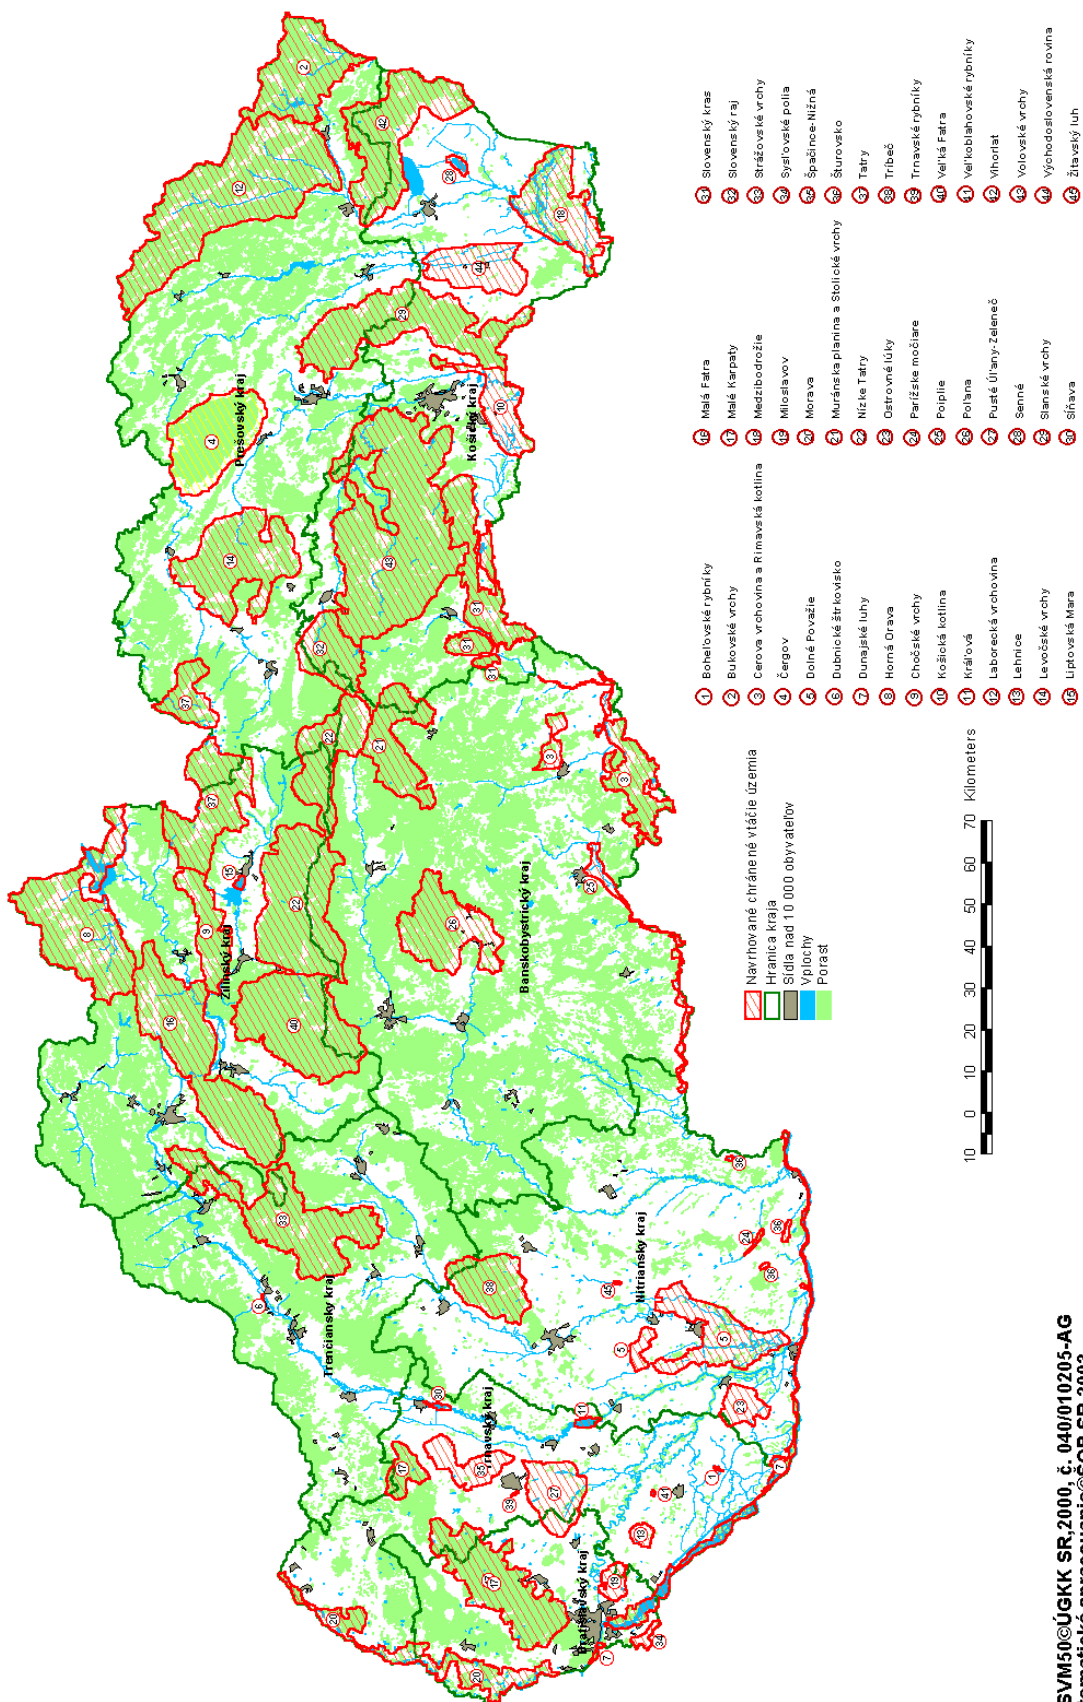 Prešovský kraj
Košický kraj
Žilinský kraj
Banskobystrický kraj
Trenčiansky kraj
Nitriansky kraj
Trnavský kraj
Bratislavský kraj
Navrhované chránené vtáčie územia
Hranica kraja
Sídla nad 10 000 obyvateľov
Vplochy
Porast
10 0 10 20 30 40 50 60 70 Kilometers
1 Boheľovské rybníky
2 Bukovské vrchy
3 Cerova vrchovina a Rimavská kotlina
4 Čergov
5 Dolné Považie
6 Dubnické štrkovisko
7 Dunajské luhy
8 Horná Orava
9 Chočské vrchy
10 Košická kotlina
11 Kráľová
12 Laborecká vrchovina
13 Lehnice
14 Levočské vrchy
15 Liptovská Mara
16 Malá Fatra
17 Malé Karpaty
18 Medzibodrožie
19 Miloslavov
20 Morava
21 Muránska planina a Stolické vrchy
22 Nízke Tatry
23 Ostrovné lúky
24 Parížske močiare
25 Poiplie
26 Poľana
27 Pusté Úľany-Zeleneč
28 Senné
29 Slanské vrchy
30 Sĺňava
31 Slovenský kras
32 Slovenský raj
33 Strážovské vrchy
34 Sysľovské polia
35 Špačince-Nižná
36 Šturovsko
37 Tatry
38 Tribeč
39 Trnavské rybníky
40 Veľká Fatra
41 Veľkoblahovské rybníky
42 Vihorlat
43 Volovské vrchy
44 Východoslovenská rovina
45 Žitavský luh
SVM50©ÚGKK SR,2000, č. 040/010205-AG